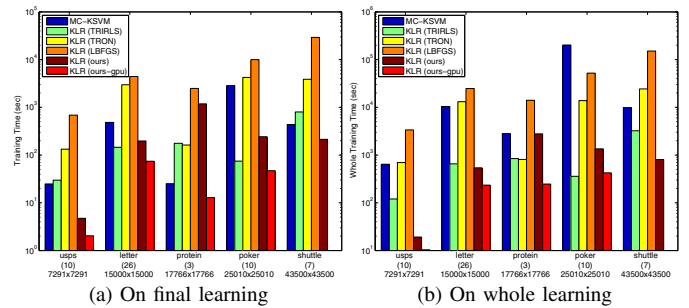 MC-KSVM
KLR (TRIRLS)
KLR (TRON)
KLR (LBFGS)
KLR (ours)
KLR (ours-gpu)
Training Time (sec)
10^5
10^4
10^3
10^2
10^1
10^0
usps letter protein poker shuttle
(10) (26) (3) (10) (7)
7291x7291 15000x15000 17766x17766 25010x25010 43500x43500
(a) On final learning
MC-KSVM
KLR (TRIRLS)
KLR (TRON)
KLR (LBFGS)
KLR (ours)
KLR (ours-gpu)
Whole Training Time (sec)
10^6
10^5
10^4
10^3
10^2
10^1
usps letter protein poker shuttle
(10) (26) (3) (10) (7)
7291x7291 15000x15000 17766x17766 25010x25010 43500x43500
(b) On whole learning